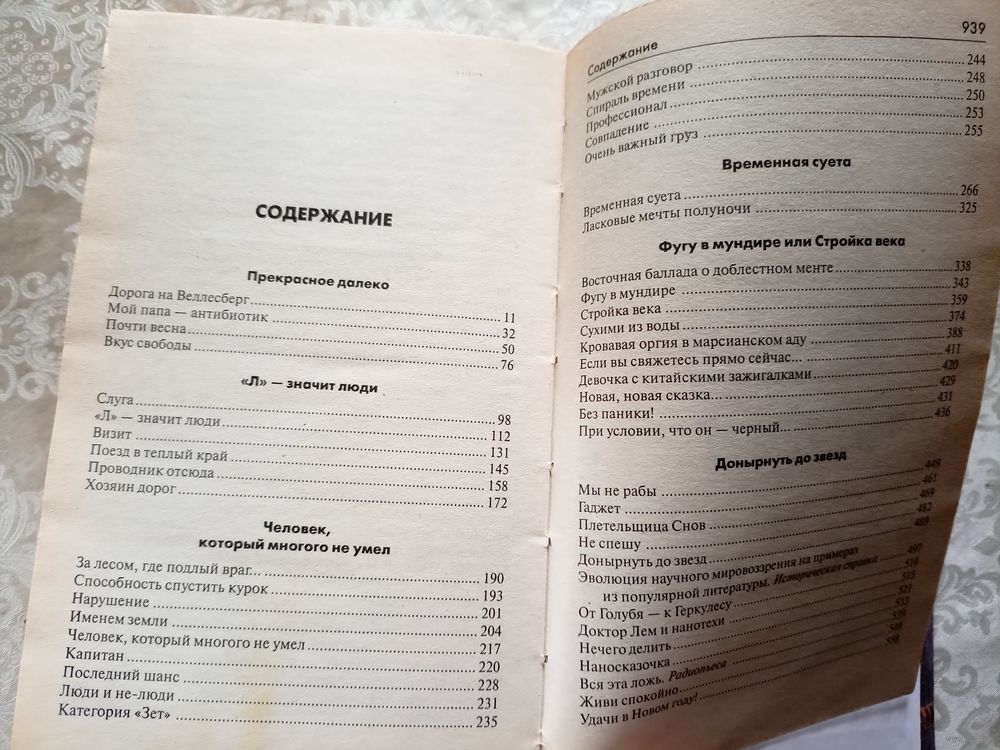 СОДЕРЖАНИЕ
Прекрасное далеко
Дорога на Веллесберг 11
Мой папа — антибиотик 32
Почти весна 50
Вкус свободы 76
«Л» — значит люди
Слуга 98
«Л» — значит люди 112
Визит 131
Поезд в теплый край 145
Проводник отсюда 158
Хозяин дорог 172
Человек,
который многого не умел
За лесом, где подлый враг... 190
Способность спустить курок 193
Нарушение 201
Именем земли 204
Человек, который многого не умел 217
Капитан 220
Последний шанс 228
Люди и не-люди 231
Категория «Зет» 235
Содержание 939
Мужской разговор 244
Спираль времени 248
Профессионал 250
Совпадение 253
Очень важный груз 255
Временная суета
Временная суета 266
Ласковые мечты полуночи 325
Фугу в мундире или Стройка века
Восточная баллада о доблестном менте 338
Фугу в мундире 343
Стройка века 359
Сухими из воды 374
Кровавая оргия в марсианском аду 388
Если вы свяжетесь прямо сейчас... 411
Девочка с китайскими зажигалками 420
Новая, новая сказка... 429
Без паники! 431
При условии, что он — черный... 436
Донырнуть до звезд
Мы не рабы 449
Гаджет 461
Плетельщица Снов 469
Не спешу 482
Донырнуть до звезд 489
Эволюция научного мировоззрения на примерах
из популярной литературы. Историческая справка 497
От Голубя — к Геркулесу 510
Доктор Лем и нанотехи 515
Нечего делить 521
Наносказочка 533
Вся эта ложь. Радиопьеса 539
Живи спокойно 549
Удачи в Новом году! 558